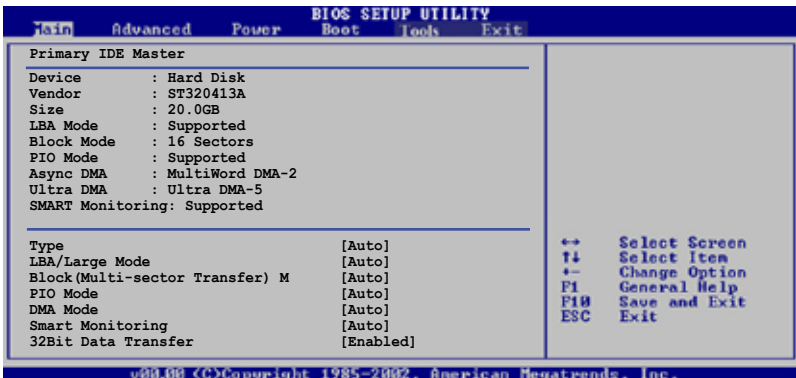 BIOS SETUP UTILITY
Main Advanced Power Boot Tools Exit
Primary IDE Master
Device : Hard Disk
Vendor : ST320413A
Size : 20.0GB
LBA Mode : Supported
Block Mode : 16 Sectors
PIO Mode : Supported
Async DMA : MultiWord DMA-2
Ultra DMA : Ultra DMA-5
SMART Monitoring: Supported
Type [Auto]
LBA/Large Mode [Auto]
Block(Multi-sector Transfer) M [Auto]
PIO Mode [Auto]
DMA Mode [Auto]
Smart Monitoring [Auto]
32Bit Data Transfer [Enabled]
←→ Select Screen
↑↓ Select Item
+- Change Option
F1 General Help
F10 Save and Exit
ESC Exit
v00.00 (C)Copyright 1985-2002, American Megatrends, Inc.